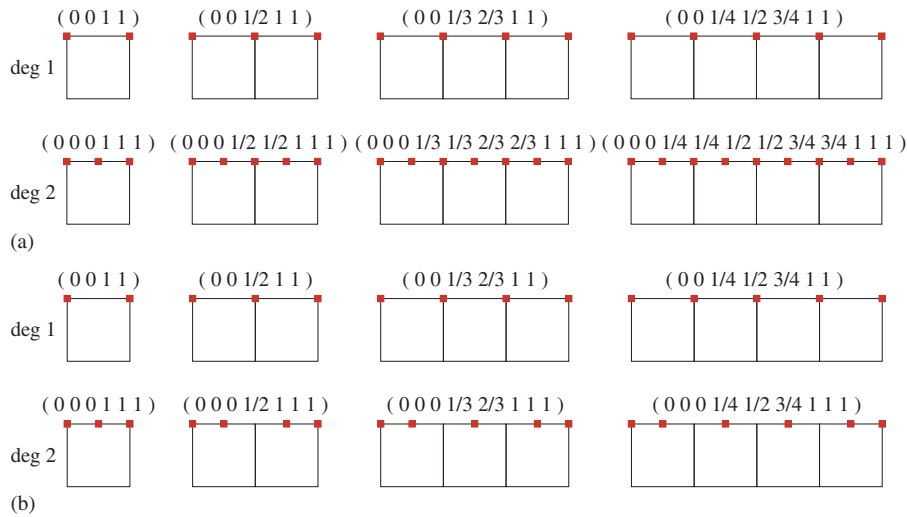 ( 0 0 1 1 ) ( 0 0 1/2 1 1 ) ( 0 0 1/3 2/3 1 1 ) ( 0 0 1/4 1/2 3/4 1 1 )
deg 1
( 0 0 0 1 1 1 ) ( 0 0 0 1/2 1/2 1 1 1 ) ( 0 0 0 1/3 1/3 2/3 2/3 1 1 1 ) ( 0 0 0 1/4 1/4 1/2 1/2 3/4 3/4 1 1 1 )
deg 2
(a)
( 0 0 1 1 ) ( 0 0 1/2 1 1 ) ( 0 0 1/3 2/3 1 1 ) ( 0 0 1/4 1/2 3/4 1 1 )
deg 1
( 0 0 0 1 1 1 ) ( 0 0 0 1/2 1 1 1 ) ( 0 0 0 1/3 2/3 1 1 1 ) ( 0 0 0 1/4 1/2 3/4 1 1 1 )
deg 2
(b)